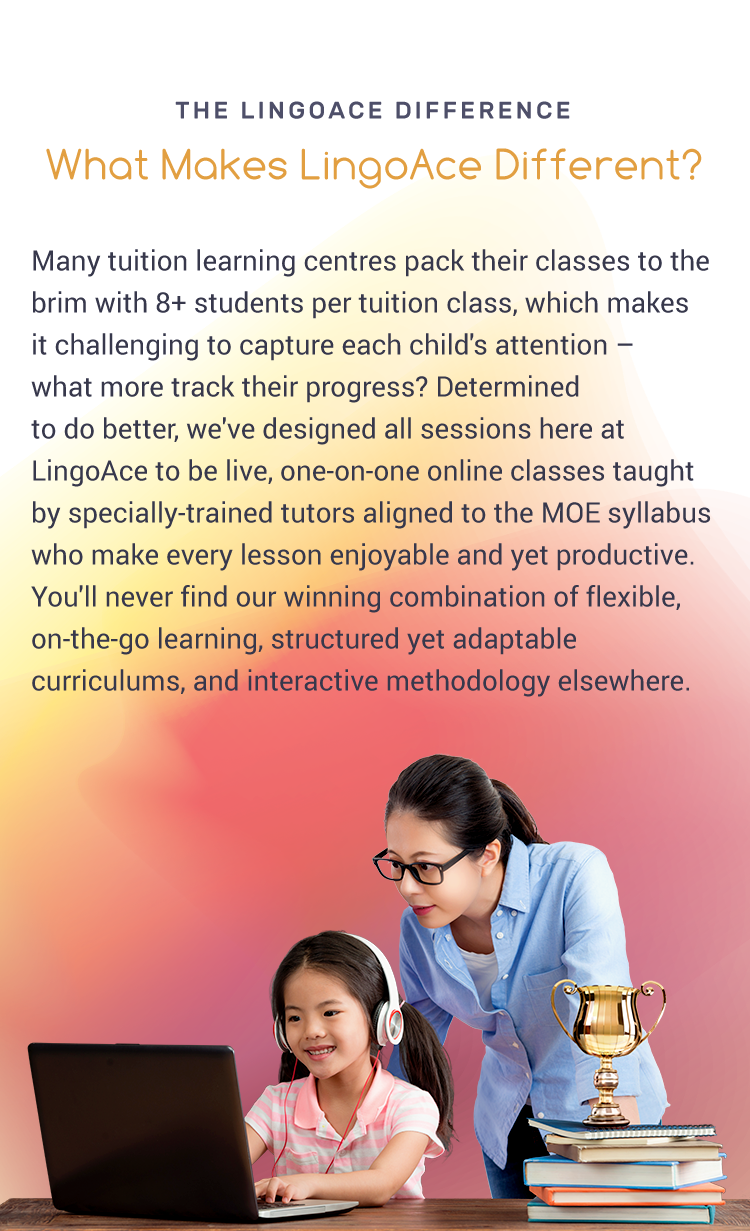 THE LINGOACE DIFFERENCE
What Makes LingoAce Different?
Many tuition learning centres pack their classes to the
brim with 8+ students per tuition class, which makes
it challenging to capture each child's attention –
what more track their progress? Determined
to do better, we've designed all sessions here at
LingoAce to be live, one-on-one online classes taught
by specially-trained tutors aligned to the MOE syllabus
who make every lesson enjoyable and yet productive.
You'll never find our winning combination of flexible,
on-the-go learning, structured yet adaptable
curriculums, and interactive methodology elsewhere.